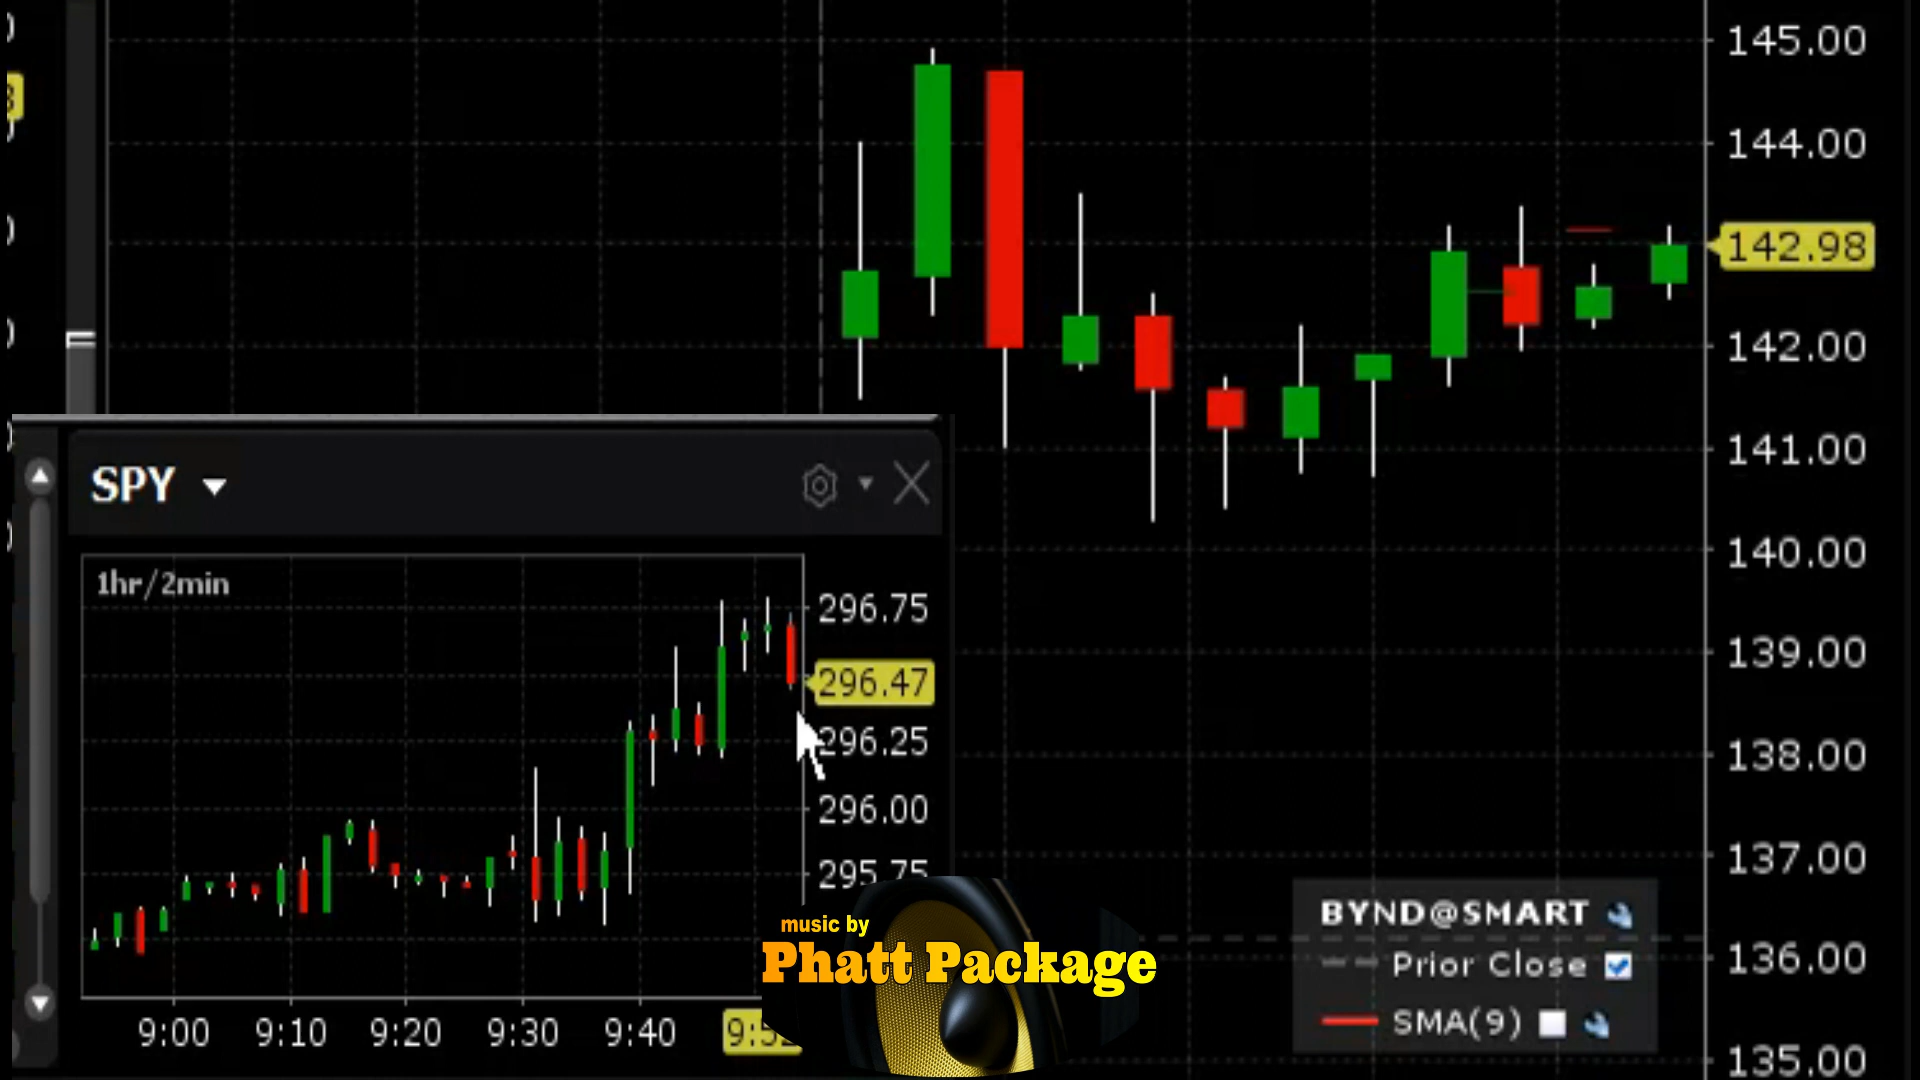 145.00
144.00
142.98
142.00
141.00
140.00
139.00
138.00
137.00
136.00
135.00
SPY
1hr/2min
296.75
296.47
296.25
296.00
295.75
9:00 9:10 9:20 9:30 9:40
music by
Phatt Package
BYND@SMART
Prior Close
SMA(9)